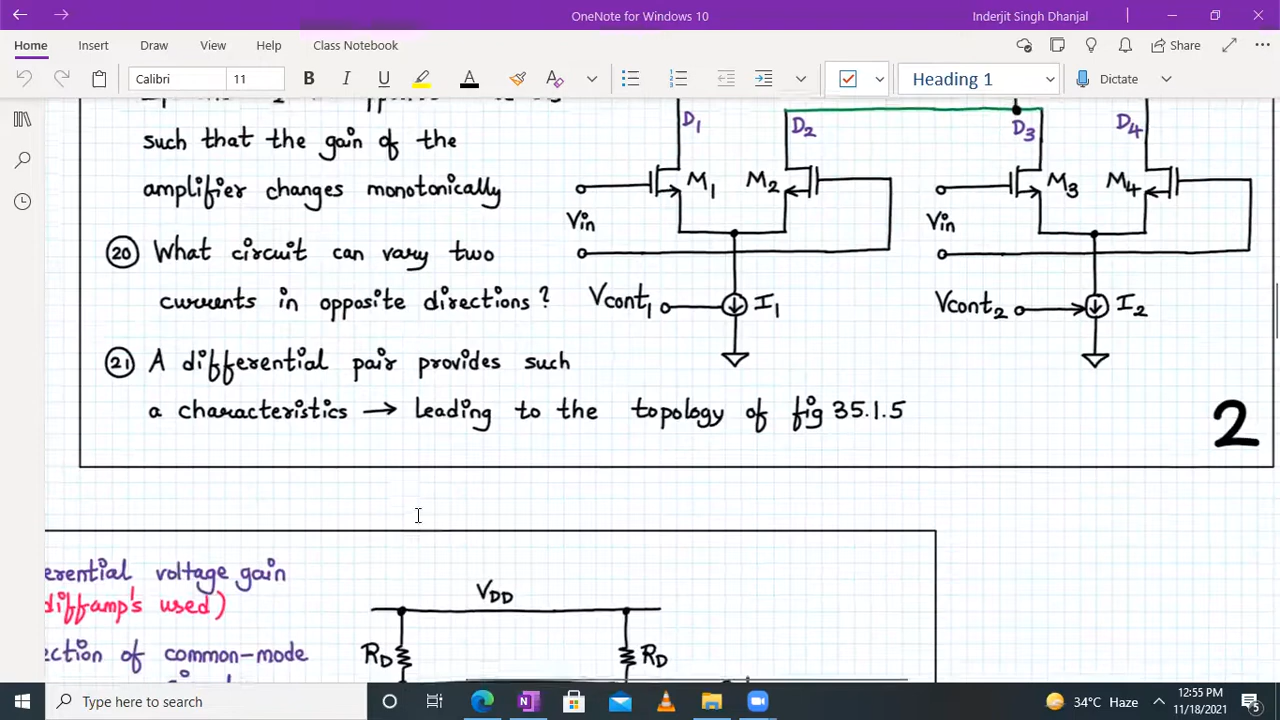 OneNote for Windows 10
Inderjit Singh Dhanjal
Home
Insert
Draw
View
Help
Class Notebook
Share
Calibri
11
B
I
U
A
Heading 1
Dictate
such that the gain of the
amplifier changes monotonically
20 What circuit can vary two
currents in opposite directions?
21 A differential pair provides such
a characteristics → leading to the topology of fig 35.1.5
D1
D2
D3
D4
M1
M2
M3
M4
Vin
Vin
Vcont1
I1
Vcont2
I2
2
erential voltage gain
diffamp's used)
ection of common-mode
VDD
RD
RD
Type here to search
34°C Haze
12:55 PM
11/18/2021
5